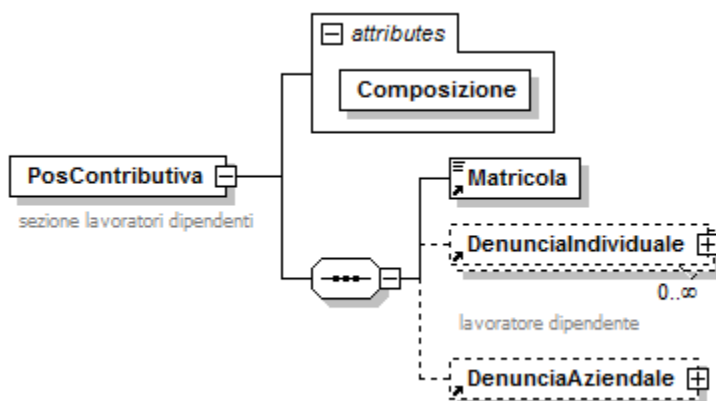 attributes
Composizione
PosContributiva
sezione lavoratori dipendenti
Matricola
DenunciaIndividuale
0..∞
lavoratore dipendente
DenunciaAziendale